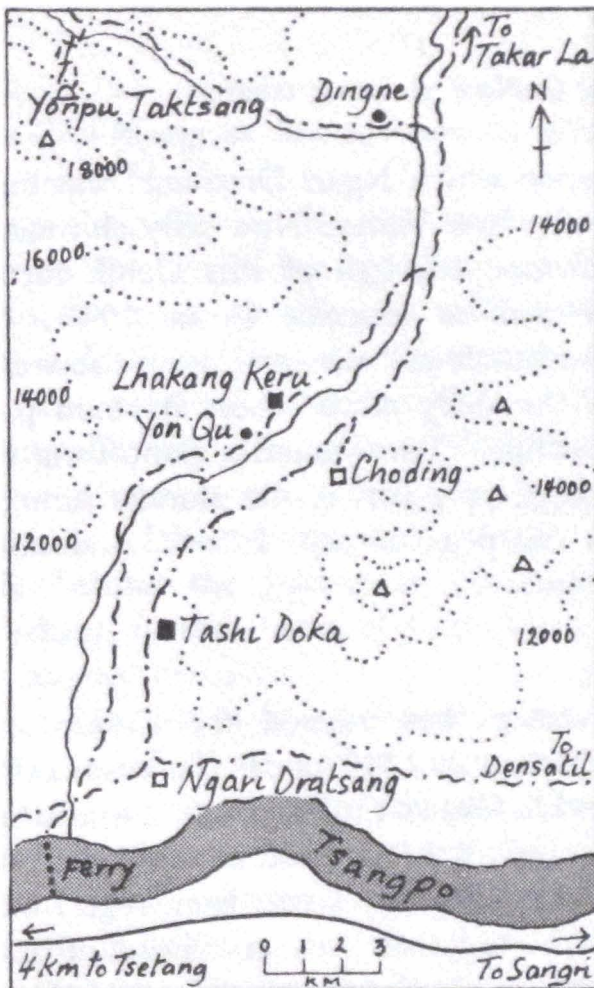 To
Takar La
N
Yonpu Taktsang
Dingne
18000
14000
16000
Lhakang Keru
14000
Yon Qu
Choding
14000
12000
Tashi Doka
12000
To
Densatil
Ngari Dratsang
Ferry
Tsangpo
4 km to Tsetang
0 1 2 3
KM
To Sangri